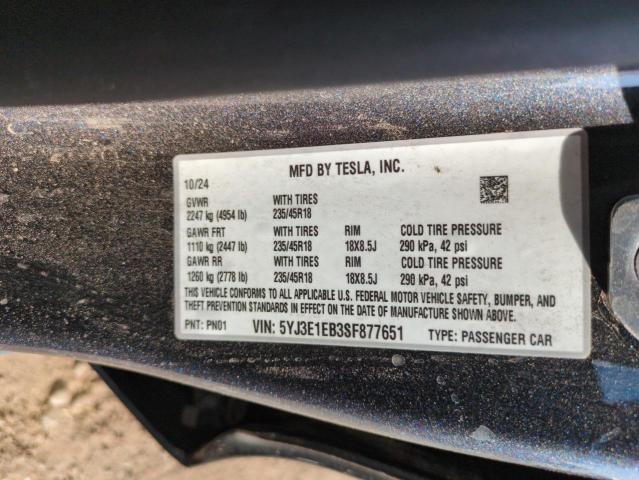 MFD BY TESLA, INC.
10/24
GVWR WITH TIRES
2247 kg (4954 lb) 235/45R18
GAWR FRT WITH TIRES RIM COLD TIRE PRESSURE
1110 kg (2447 lb) 235/45R18 18X8.5J 290 kPa, 42 psi
GAWR RR WITH TIRES RIM COLD TIRE PRESSURE
1260 kg (2778 lb) 235/45R18 18X8.5J 290 kPa, 42 psi
THIS VEHICLE CONFORMS TO ALL APPLICABLE U.S. FEDERAL MOTOR VEHICLE SAFETY, BUMPER, AND
THEFT PREVENTION STANDARDS IN EFFECT ON THE DATE OF MANUFACTURE SHOWN ABOVE.
PNT: PN01 VIN: 5YJ3E1EB3SF877651 TYPE: PASSENGER CAR